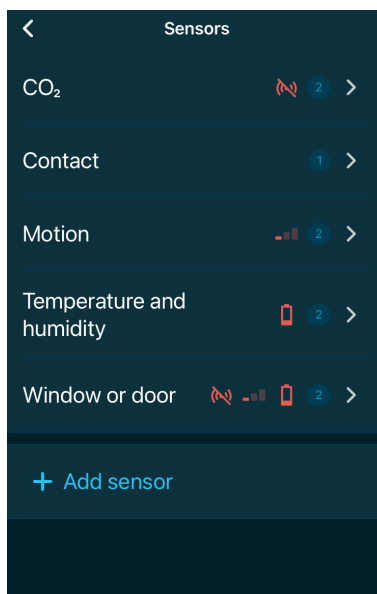 Sensors
CO₂
2
Contact
1
Motion
2
Temperature and
humidity
2
Window or door
2
+ Add sensor